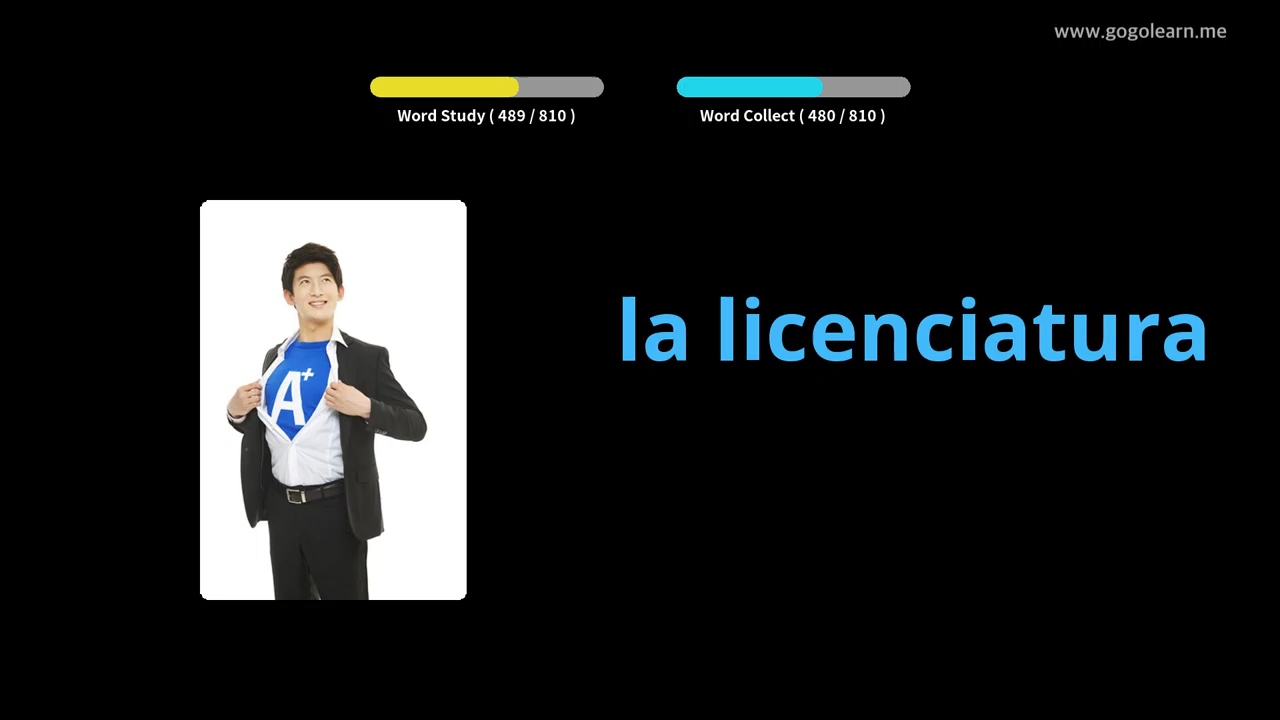 www.gogolearn.me
Word Study ( 489 / 810 )
Word Collect ( 480 / 810 )
A+
la licenciatura